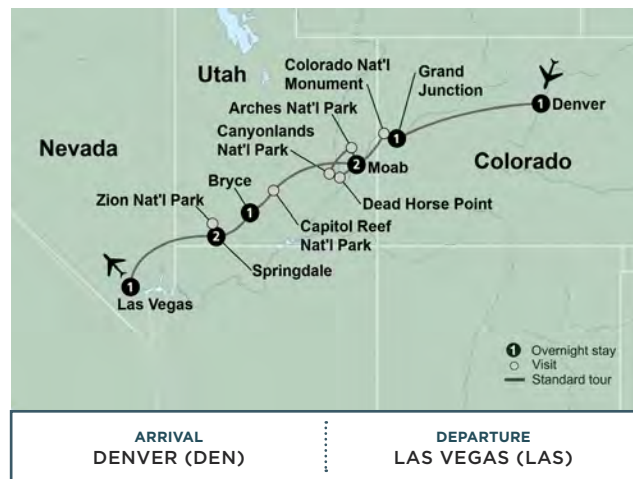 Colorado Nat'l
Monument
Grand
Junction
Utah
1
Denver
Arches Nat'l Park
1
Canyonlands
Nat'l Park
Nevada
2
Moab
Colorado
Bryce
Zion Nat'l Park
Dead Horse Point
1
Capitol Reef
Nat'l Park
2
Springdale
1
Las Vegas
1 Overnight stay
Visit
Standard tour
ARRIVAL
DENVER (DEN)
DEPARTURE
LAS VEGAS (LAS)